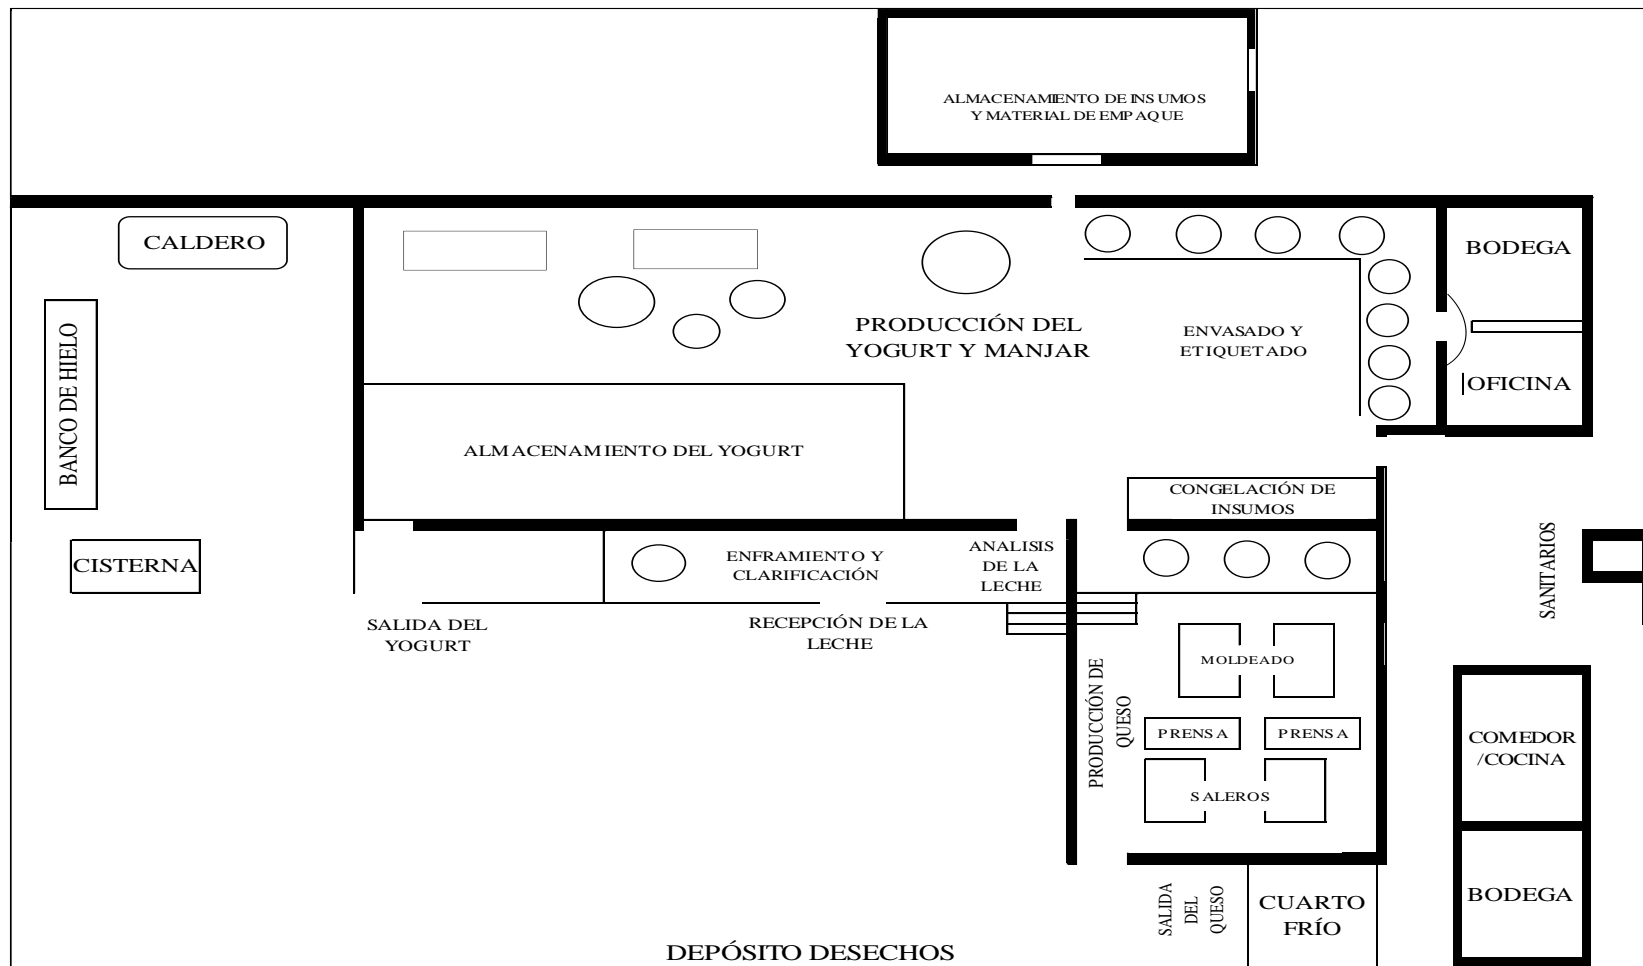 ALMACENAMIENTO DE INSUMOS
Y MATERIAL DE EMPAQUE
CALDERO
BODEGA
BANCO DE HIELO
PRODUCCIÓN DEL
YOGURT Y MANJAR
ENVASADO Y
ETIQUETADO
OFICINA
ALMACENAMIENTO DEL YOGURT
CONGELACIÓN DE
INSUMOS
CISTERNA
ENFRAMIENTO Y
CLARIFICACIÓN
ANALISIS
DE LA
LECHE
SANITARIOS
SALIDA DEL
YOGURT
RECEPCIÓN DE LA
LECHE
PRODUCCIÓN DE
QUESO
MOLDEADO
PRENSA
PRENSA
SALEROS
COMEDOR
/COCINA
SALIDA
DEL
QUESO
CUARTO
FRÍO
BODEGA
DEPÓSITO DESECHOS